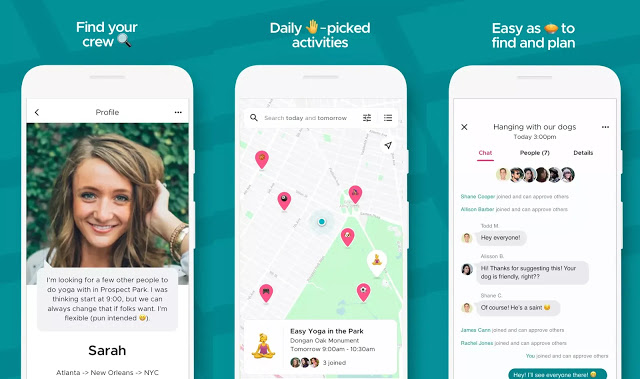 Find your
crew 🔍
Profile
I'm looking for a few other people to
do yoga with in Prospect Park. I was
thinking start at 9:00, but we can
always change that if folks want. I'm
flexible (pun intended 😄).
Sarah
Atlanta -> New Orleans -> NYC
Daily 🤚-picked
activities
Search today and tomorrow
Easy Yoga in the Park
Dongan Oak Monument
Tomorrow 9:00am - 10:30am
3 joined
Easy as 🥧 to
find and plan
Hanging with our dogs
Today 3:00pm
Chat People (7) Details
Shane Cooper joined and can approve others
Allison Barber joined and can approve others
Todd M.
Hey everyone!
Alisson B.
Hi! Thanks for suggesting this! Your
dog is friendly, right??
Shane C.
Of course! He's a saint 😇
James Cann joined and can approve others
Rachel Jones joined and can approve others
You joined and can approve others
Hey! I'll see everyone there! 😄